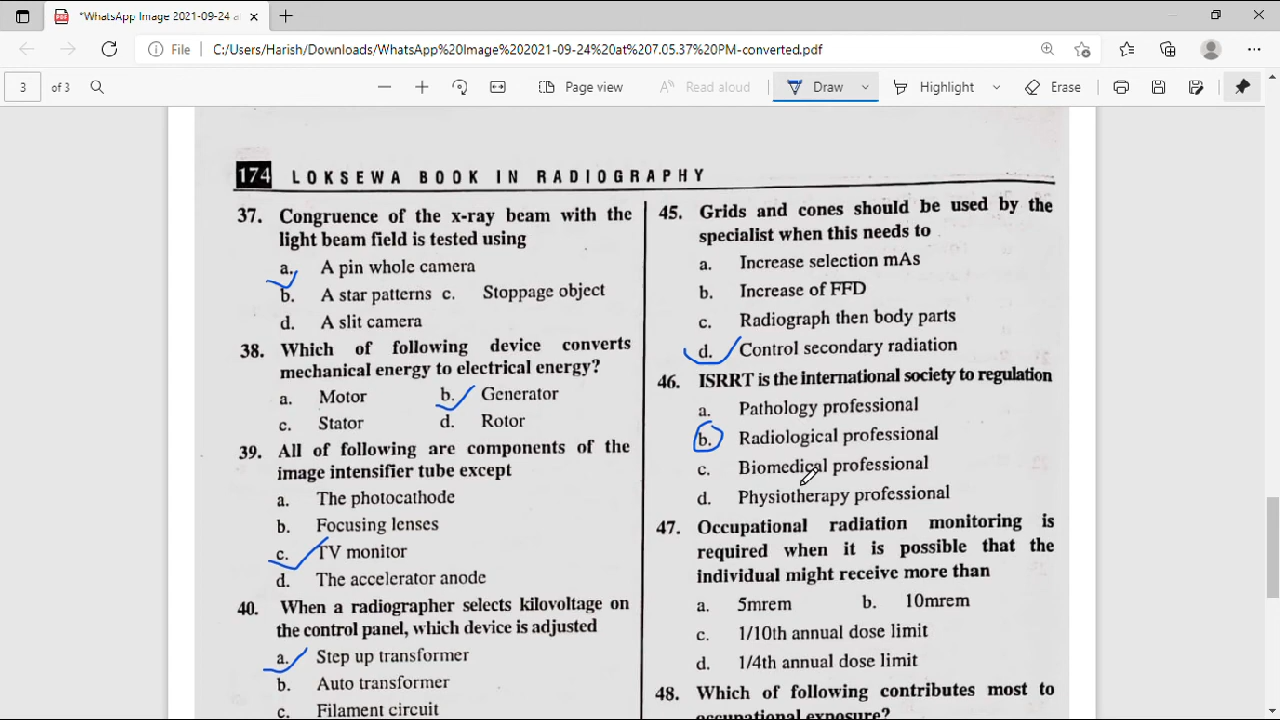 *WhatsApp Image 2021-09-24 a
File
C:/Users/Harish/Downloads/WhatsApp%20Image%202021-09-24%20at%207.05.37%20PM-converted.pdf
3 of 3
Page view
Read aloud
Draw
Highlight
Erase
174 LOKSEWA BOOK IN RADIOGRAPHY
37. Congruence of the x-ray beam with the
light beam field is tested using
a. A pin whole camera
b. A star patterns c. Stoppage object
d. A slit camera
38. Which of following device converts
mechanical energy to electrical energy?
a. Motor b. Generator
c. Stator d. Rotor
39. All of following are components of the
image intensifier tube except
a. The photocathode
b. Focusing lenses
c. TV monitor
d. The accelerator anode
40. When a radiographer selects kilovoltage on
the control panel, which device is adjusted
a. Step up transformer
b. Auto transformer
c. Filament circuit
45. Grids and cones should be used by the
specialist when this needs to
a. Increase selection mAs
b. Increase of FFD
c. Radiograph then body parts
d. Control secondary radiation
46. ISRRT is the international society to regulation
a. Pathology professional
b. Radiological professional
c. Biomedical professional
d. Physiotherapy professional
47. Occupational radiation monitoring is
required when it is possible that the
individual might receive more than
a. 5mrem b. 10mrem
c. 1/10th annual dose limit
d. 1/4th annual dose limit
48. Which of following contributes most to
occupational exposure?